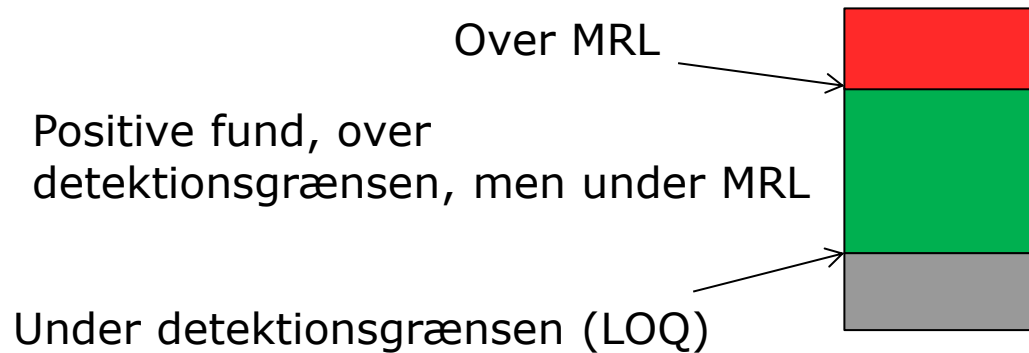 Over MRL
Positive fund, over
detektionsgrænsen, men under MRL
Under detektionsgrænsen (LOQ)